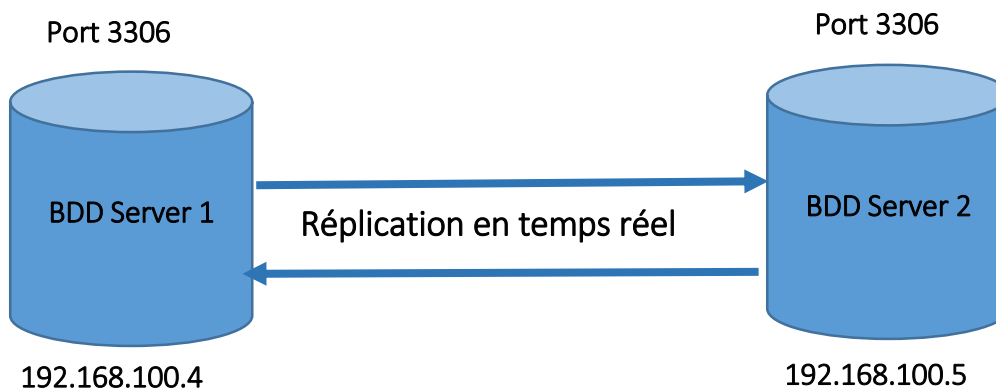 Port 3306
Port 3306
BDD Server 1
BDD Server 2
Réplication en temps réel
192.168.100.4
192.168.100.5